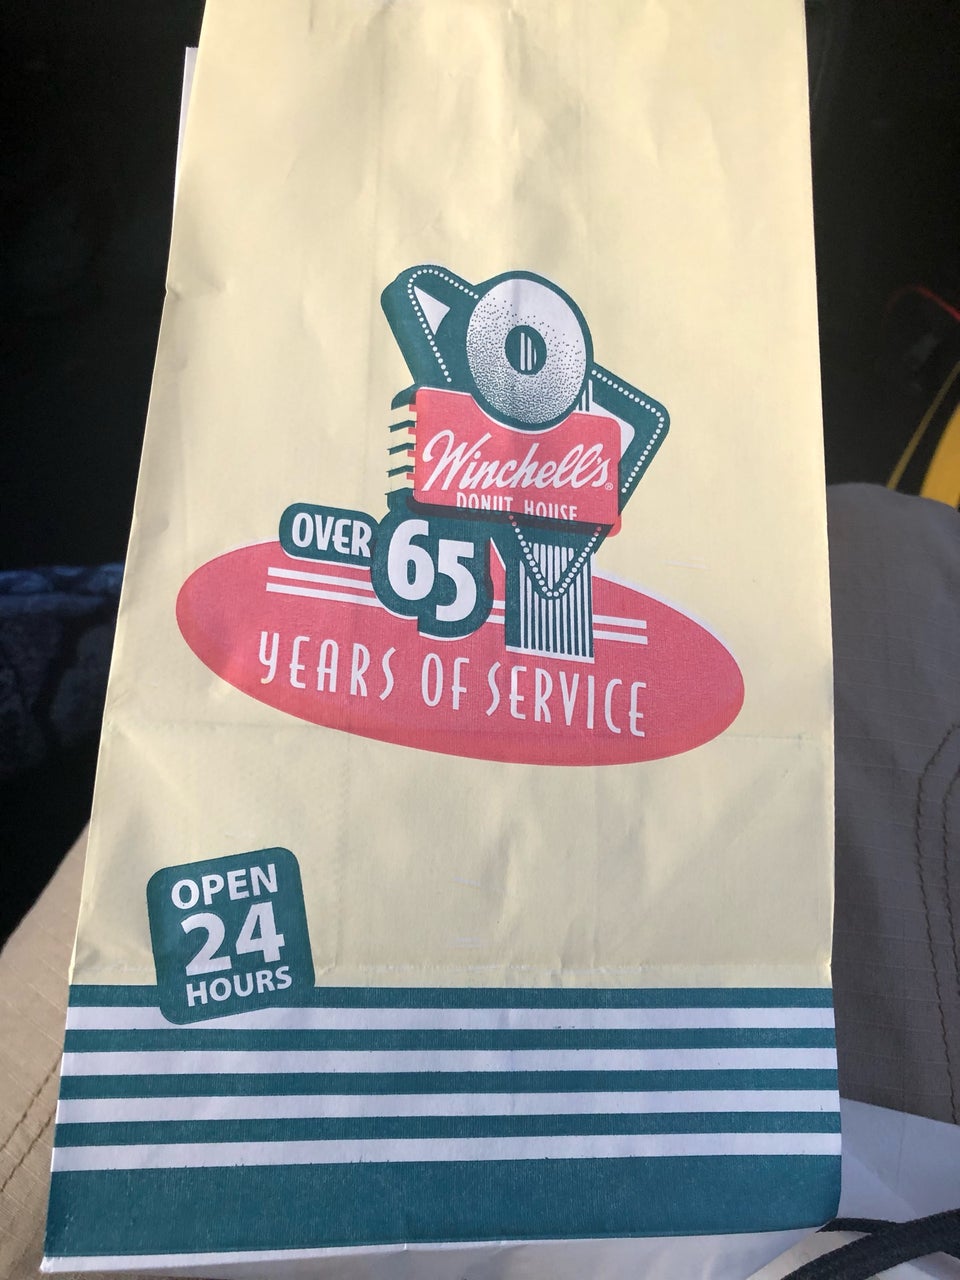 Winchell's®
DONUT HOUSE
OVER 65
YEARS OF SERVICE
OPEN
24
HOURS